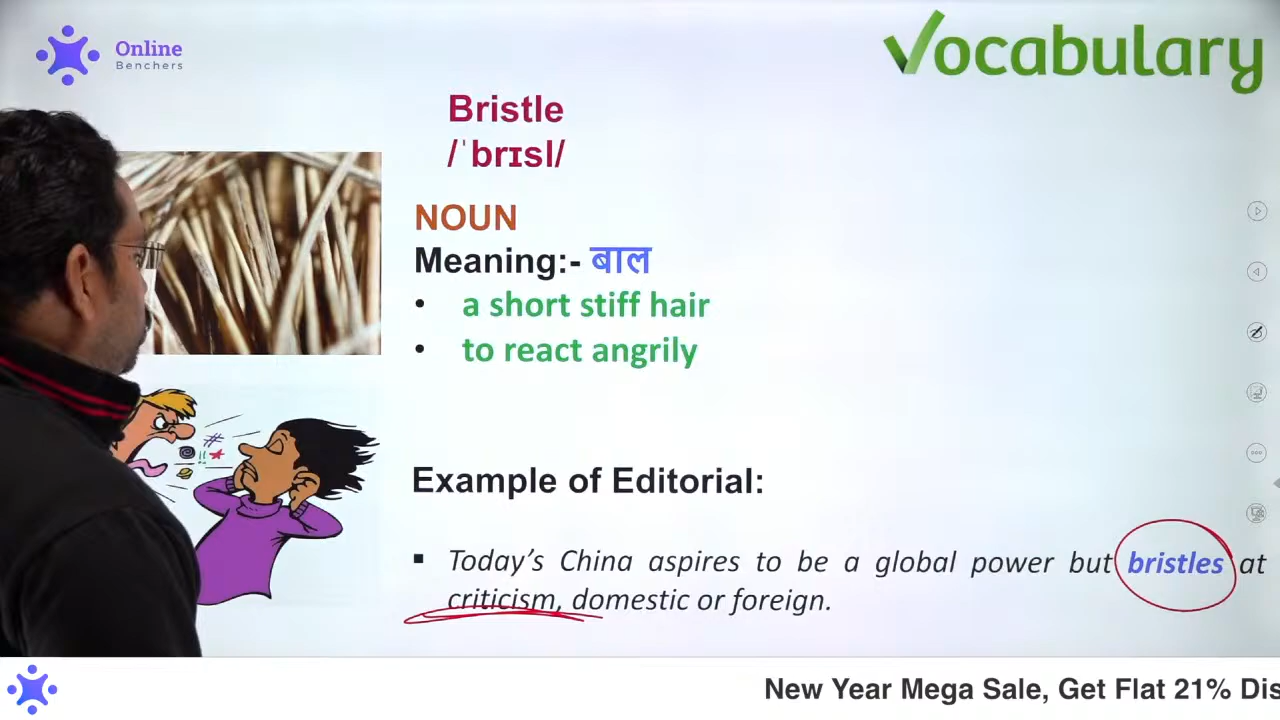 Online
Benchers
Vocabulary
Bristle
/ˈbrɪsl/
NOUN
Meaning:- बाल
• a short stiff hair
• to react angrily
Example of Editorial:
▪ Today’s China aspires to be a global power but bristles at
criticism, domestic or foreign.
New Year Mega Sale, Get Flat 21% Dis